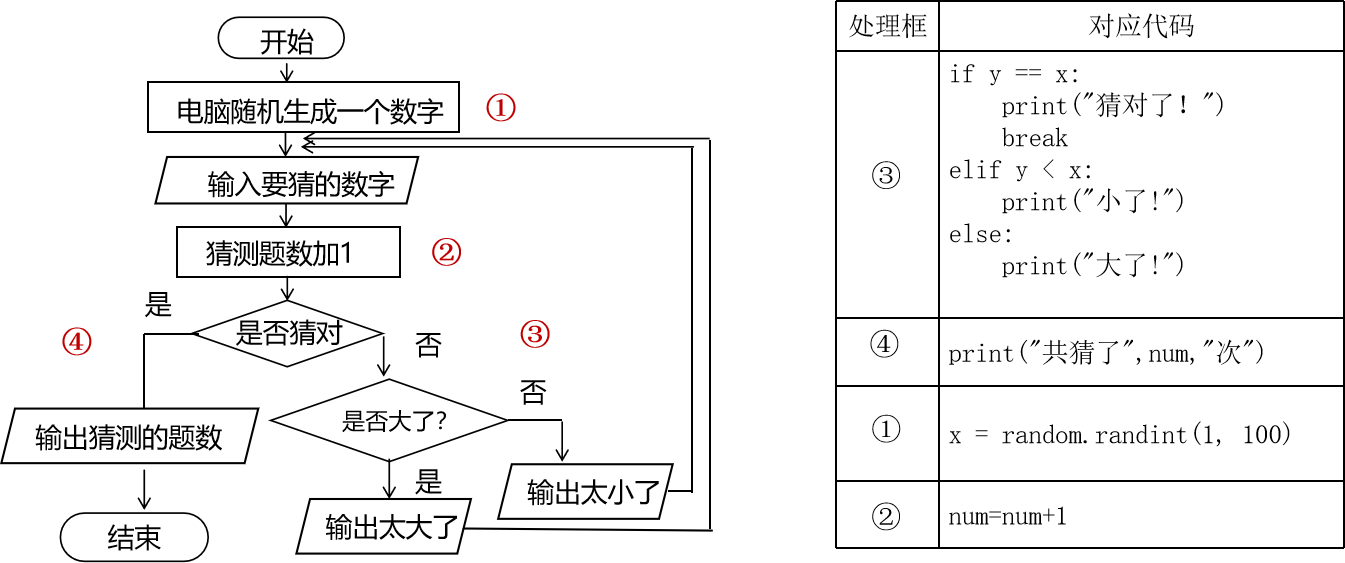 开始
电脑随机生成一个数字
①
输入要猜的数字
猜测题数加1
②
是
④
是否猜对
否
③
否
是否大了?
输出猜测的题数
是
输出太小了
输出太大了
结束
处理框
对应代码
③
if y == x:
    print("猜对了！")
    break
elif y < x:
    print("小了!")
else:
    print("大了!")
④
print("共猜了",num,"次")
①
x = random.randint(1, 100)
②
num=num+1